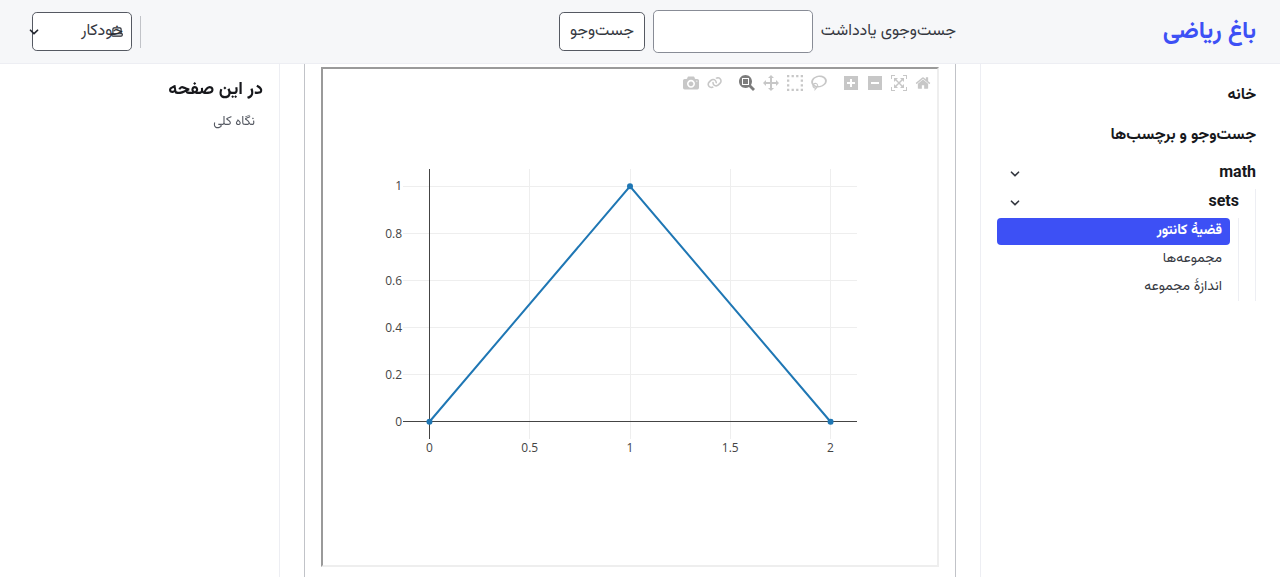 باغ ریاضی
جست‌وجوی یادداشت
جست‌وجو
خودکار
خانه
جست‌وجو و برچسب‌ها
math
sets
قضیهٔ کانتور
مجموعه‌ها
اندازهٔ مجموعه
1
0.8
0.6
0.4
0.2
0
0 0.5 1 1.5 2
در این صفحه
نگاه کلی